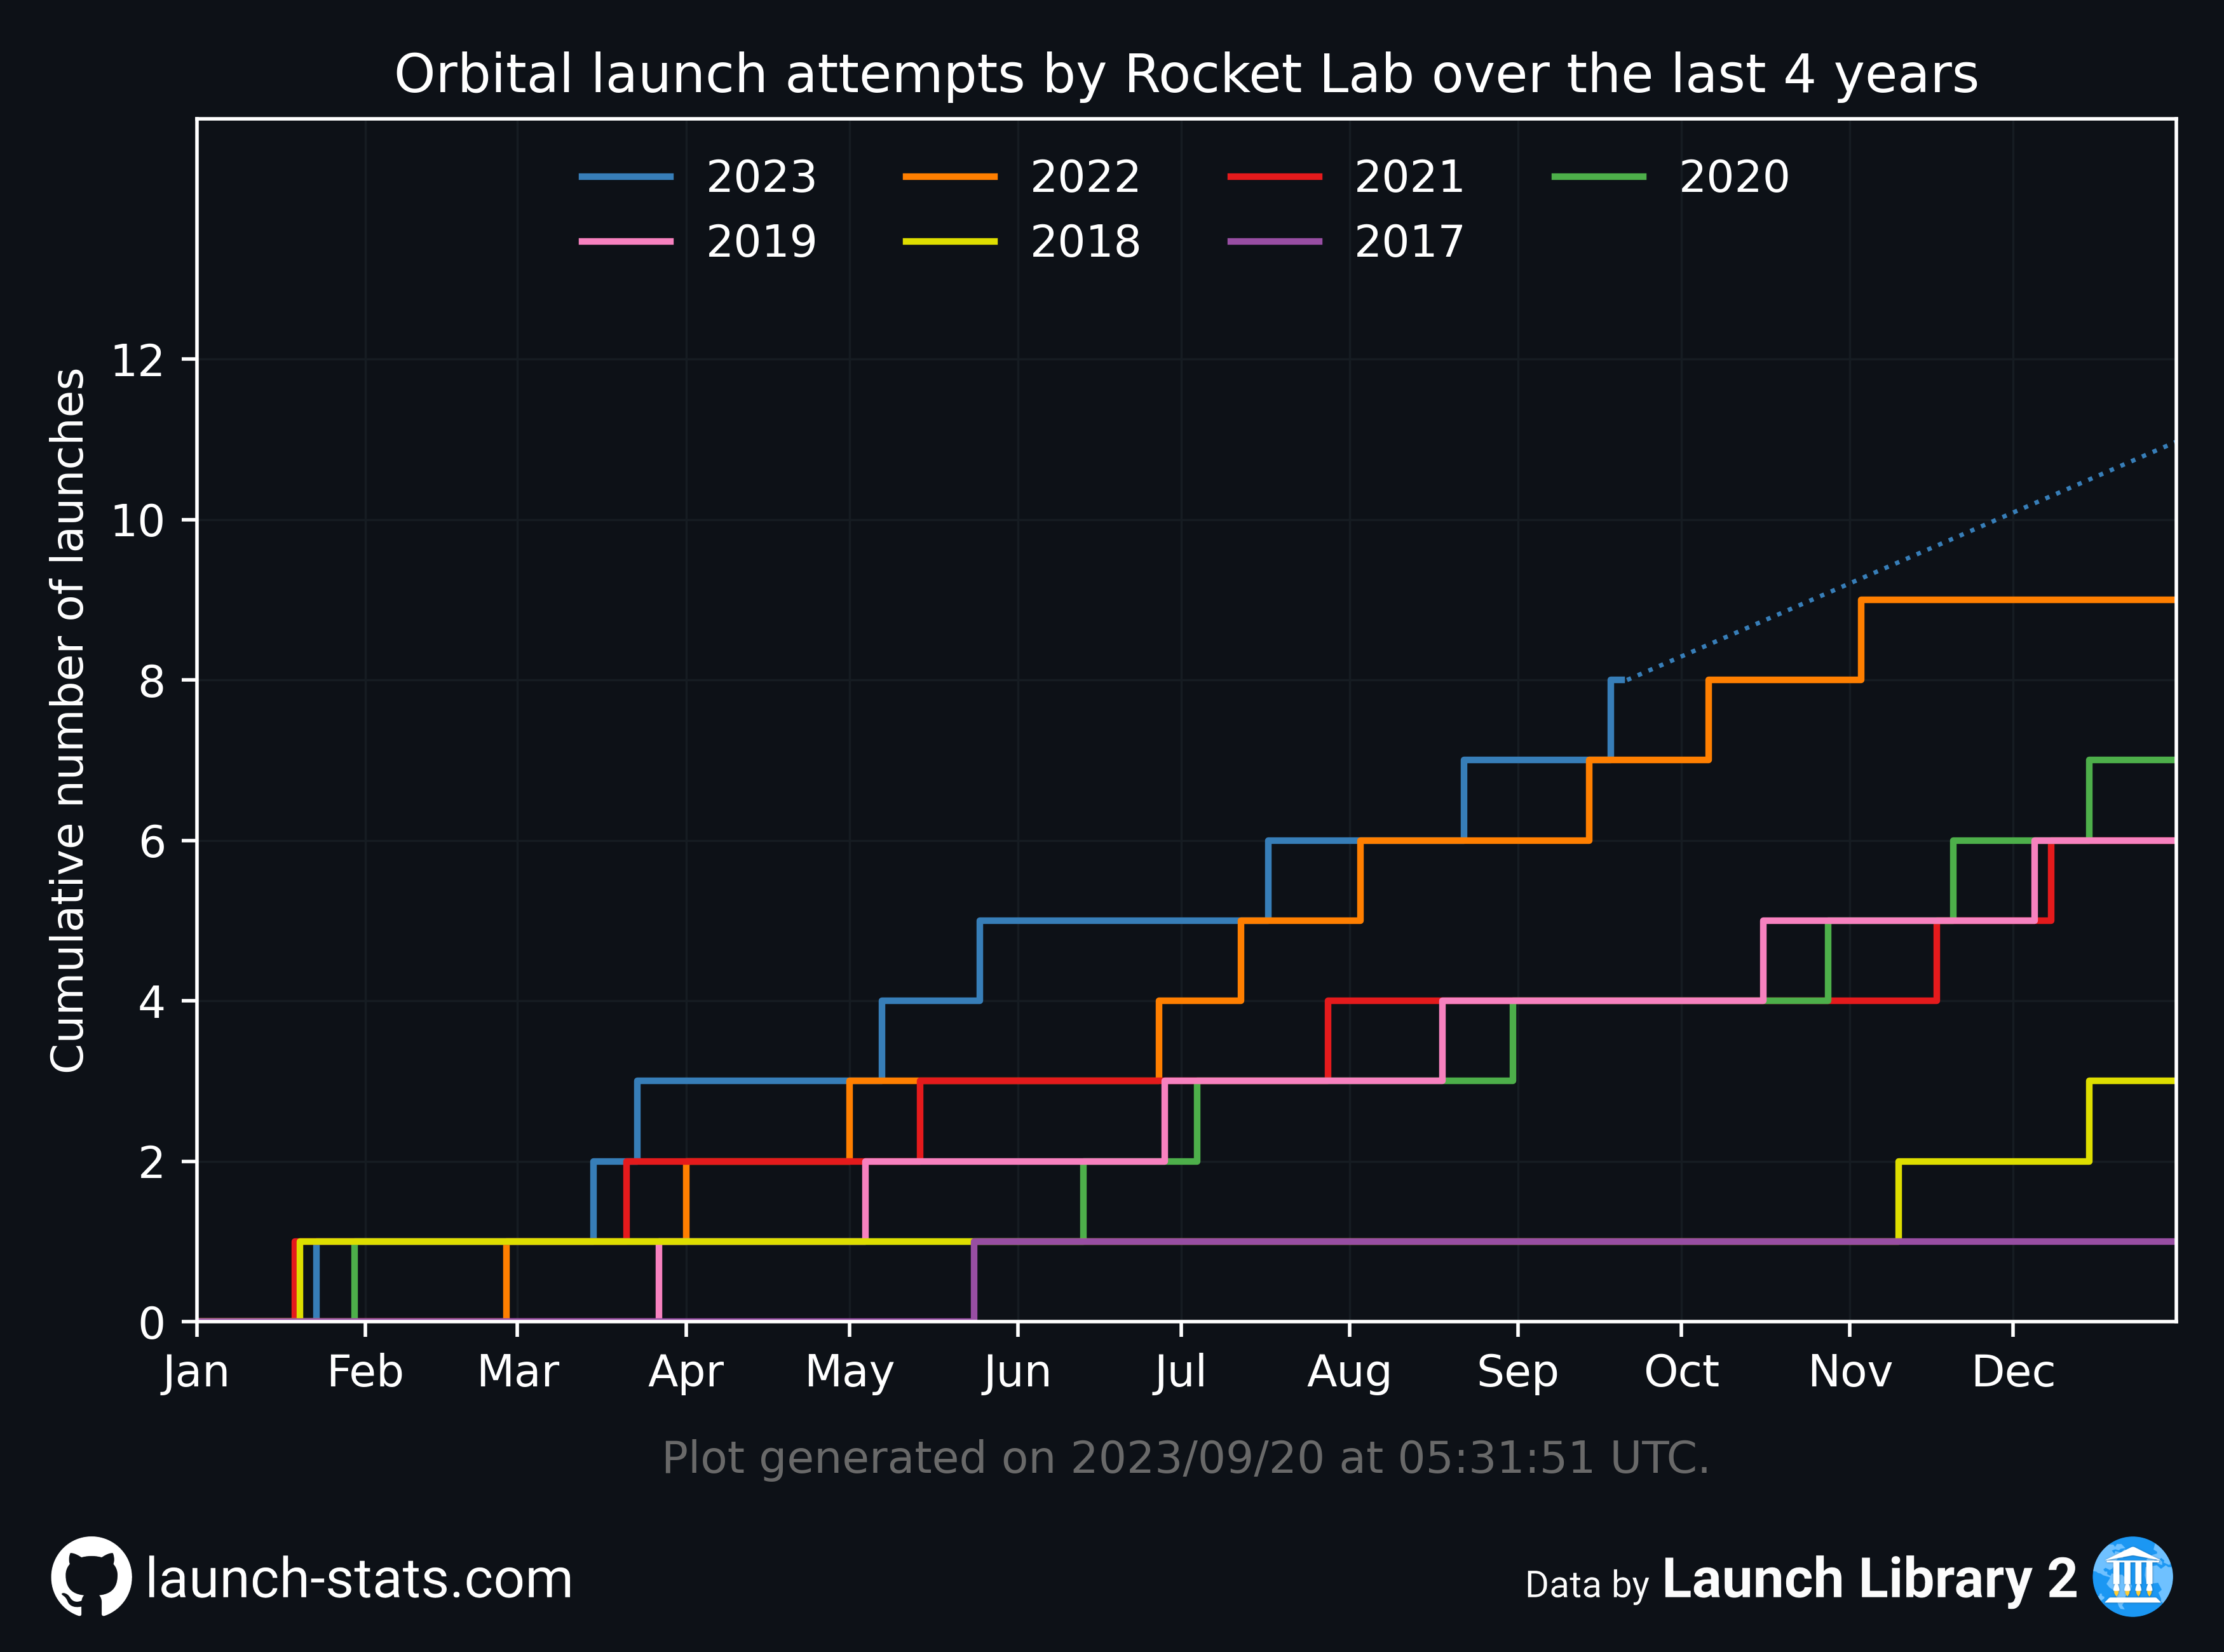 Orbital launch attempts by Rocket Lab over the last 4 years
2023 2022 2021 2020
2019 2018 2017
Cumulative number of launches
12
10
8
6
4
2
0
Jan Feb Mar Apr May Jun Jul Aug Sep Oct Nov Dec
Plot generated on 2023/09/20 at 05:31:51 UTC.
launch-stats.com
Data by Launch Library 2